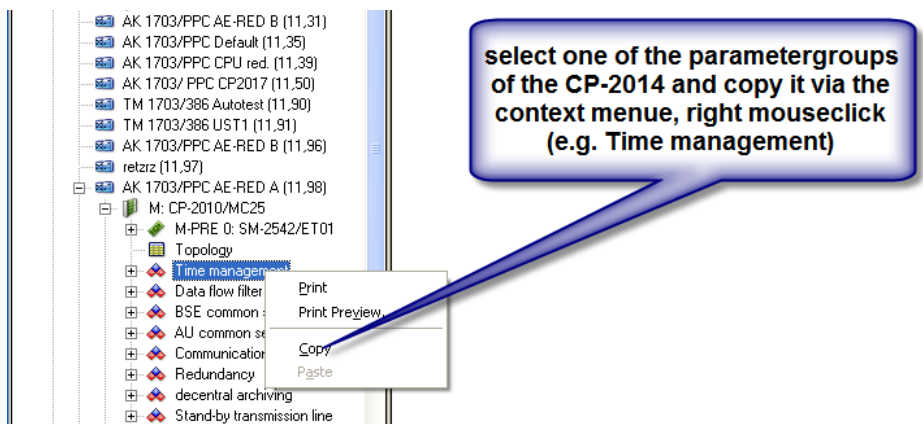 AK 1703/PPC AE-RED B (11,31)
AK 1703/PPC Default (11,35)
AK 1703/PPC CPU red. (11,39)
AK 1703/ PPC CP2017 (11,50)
TM 1703/386 Autotest (11,90)
TM 1703/386 UST1 (11,91)
AK 1703/PPC AE-RED B (11,96)
retzrz (11,97)
AK 1703/PPC AE-RED A (11,98)
M: CP-2010/MC25
M-PRE 0: SM-2542/ET01
Topology
Time management
Data flow filter
BSE common
AU common se
Communication
Redundancy
decentral archiving
Stand-by transmission line
Print
Print Preview.
Copy
Paste
select one of the parametergroups
of the CP-2014 and copy it via the
context menue, right mouseclick
(e.g. Time management)